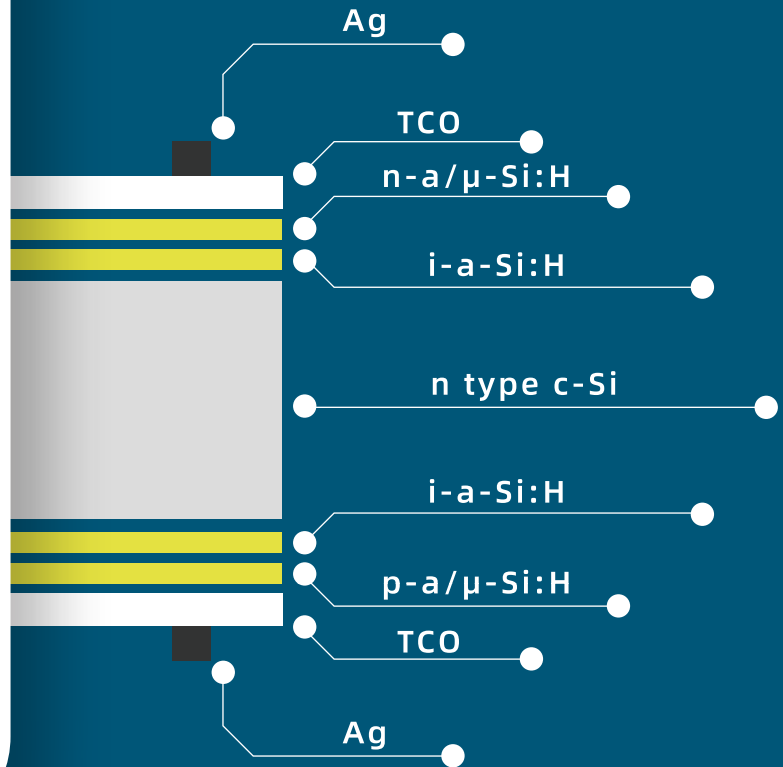 Ag
TCO
n-a/μ-Si:H
i-a-Si:H
n type c-Si
i-a-Si:H
p-a/μ-Si:H
TCO
Ag